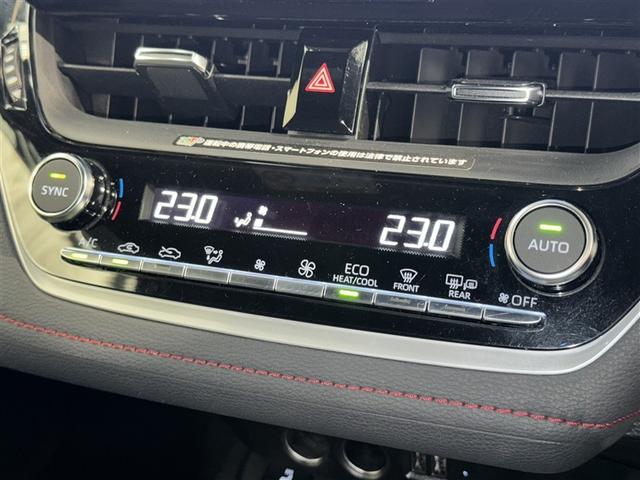 運転中の携帯電話・スマートフォンの使用は法律で禁止されています
SYNC
23.0
23.0
AUTO
A/C
ECO
HEAT/COOL
FRONT
REAR
OFF